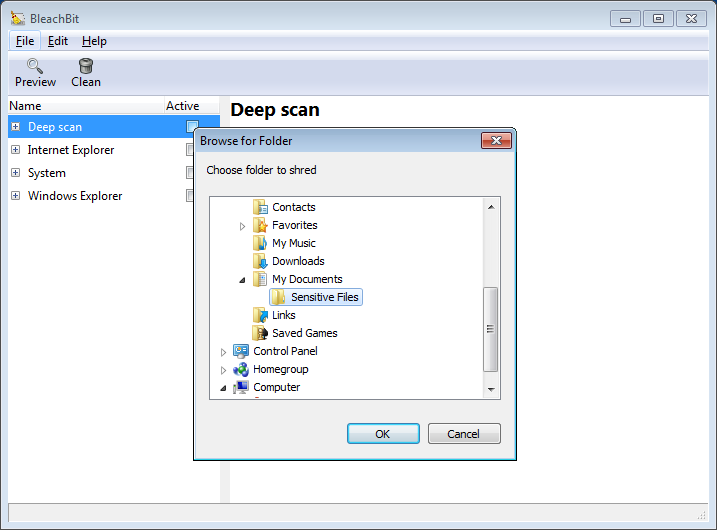 BleachBit
File Edit Help
Preview Clean
Name Active
Deep scan
Deep scan
Internet Explorer
System
Windows Explorer
Browse for Folder
Choose folder to shred
Contacts
Favorites
My Music
Downloads
My Documents
Sensitive Files
Links
Saved Games
Control Panel
Homegroup
Computer
OK Cancel